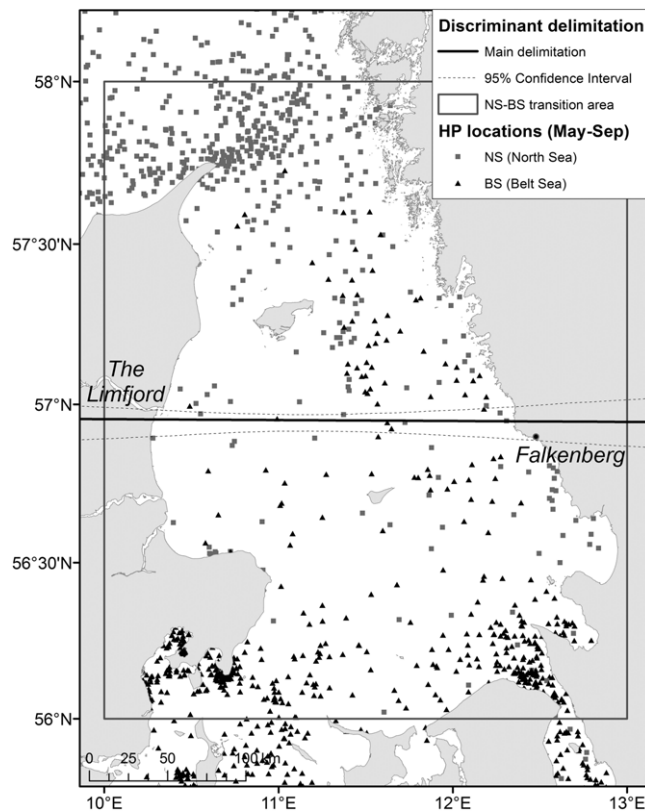 Discriminant delimitation
Main delimitation
95% Confidence Interval
NS-BS transition area
HP locations (May-Sep)
NS (North Sea)
BS (Belt Sea)
58°N
57°30'N
The
Limfjord
57°N
Falkenberg
56°30'N
56°N
0 25 50 100 km
10°E 11°E 12°E 13°E